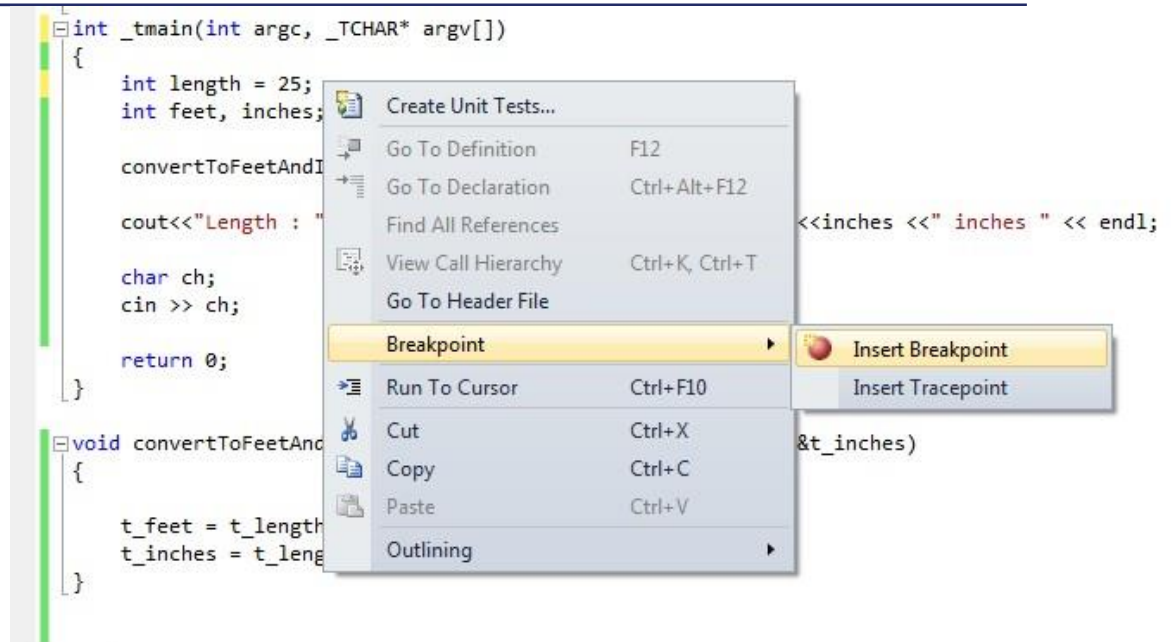 int _tmain(int argc, _TCHAR* argv[])
{
int length = 25;
int feet, inches;
convertToFeetAndI
cout<<"Length : " <<inches <<" inches " << endl;
char ch;
cin >> ch;
return 0;
}
void convertToFeetAnd &t_inches)
{
t_feet = t_length
t_inches = t_leng
}
Create Unit Tests...
Go To Definition F12
Go To Declaration Ctrl+Alt+F12
Find All References
View Call Hierarchy Ctrl+K, Ctrl+T
Go To Header File
Breakpoint
Run To Cursor Ctrl+F10
Cut Ctrl+X
Copy Ctrl+C
Paste Ctrl+V
Outlining
Insert Breakpoint
Insert Tracepoint